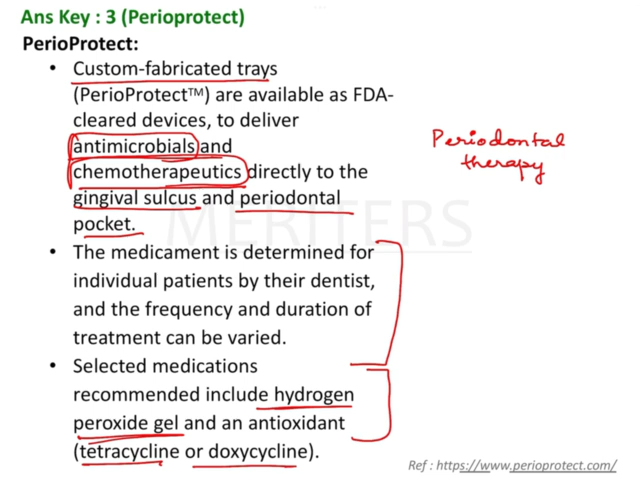 Ans Key : 3 (Perioprotect)
PerioProtect:
• Custom-fabricated trays
(PerioProtect™) are available as FDA-
cleared devices, to deliver
antimicrobials and
chemotherapeutics directly to the
gingival sulcus and periodontal
pocket.
Periodontal
therapy
MERITERS
• The medicament is determined for
individual patients by their dentist,
and the frequency and duration of
treatment can be varied.
• Selected medications
recommended include hydrogen
peroxide gel and an antioxidant
(tetracycline or doxycycline).
Ref : https://www.perioprotect.com/